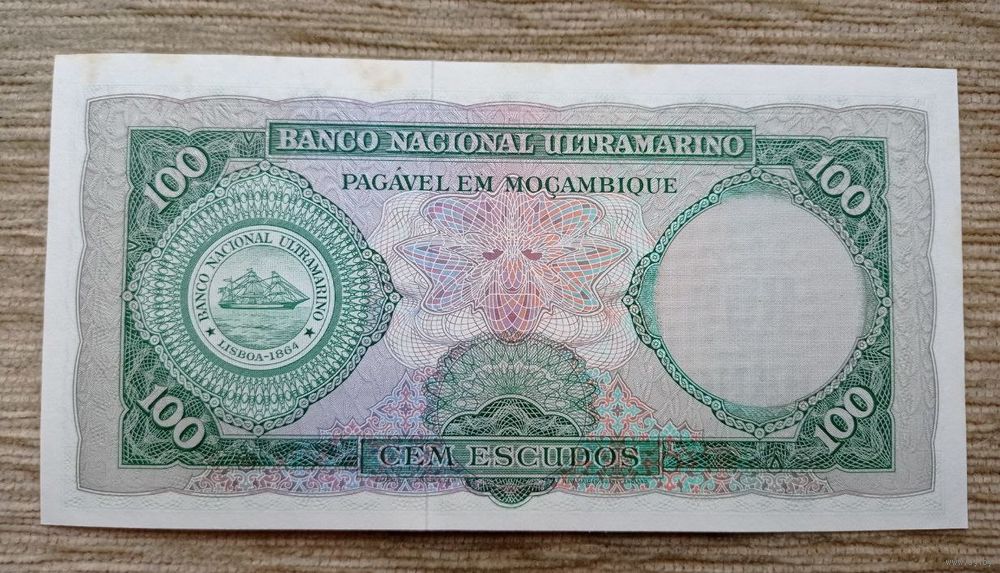 BANCO NACIONAL ULTRAMARINO
PAGÁVEL EM MOÇAMBIQUE
100
100
BANCO NACIONAL ULTRAMARINO
LISBOA-1864
100
100
CEM ESCUDOS